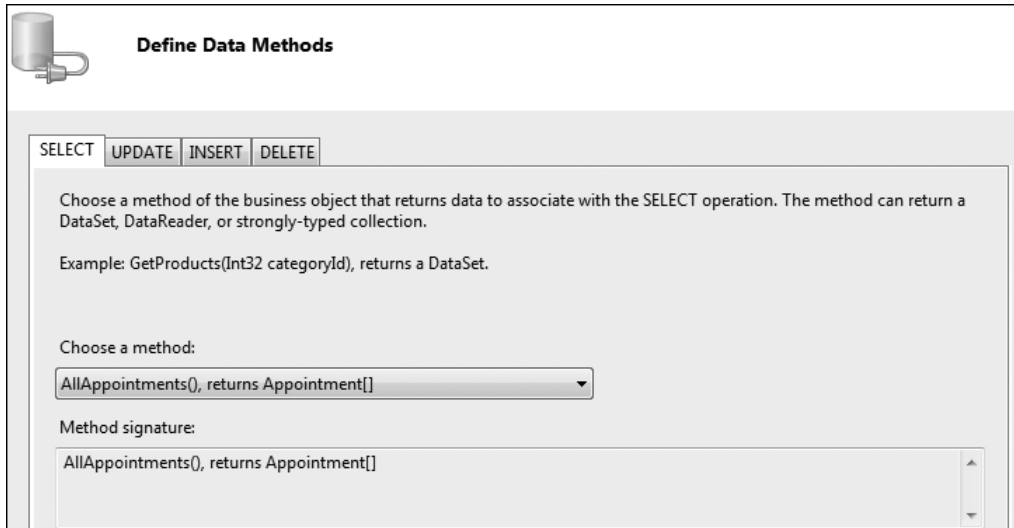 Define Data Methods
SELECT UPDATE INSERT DELETE
Choose a method of the business object that returns data to associate with the SELECT operation. The method can return a
DataSet, DataReader, or strongly-typed collection.
Example: GetProducts(Int32 categoryId), returns a DataSet.
Choose a method:
AllAppointments(), returns Appointment[]
Method signature:
AllAppointments(), returns Appointment[]